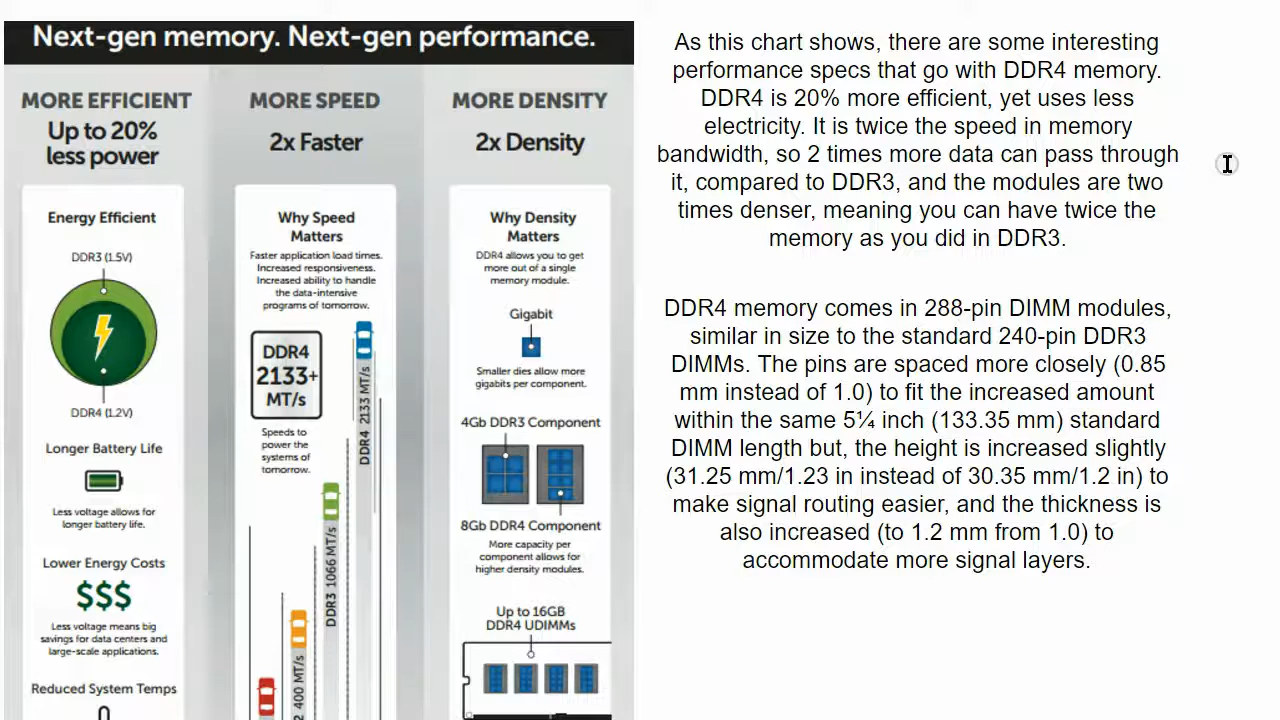 Next-gen memory. Next-gen performance.
MORE EFFICIENT
Up to 20%
less power
Energy Efficient
DDR3 (1.5V)
DDR4 (1.2V)
Longer Battery Life
Less voltage allows for
longer battery life.
Lower Energy Costs
$$$
Less voltage means big
savings for data centers and
large-scale applications.
Reduced System Temps
MORE SPEED
2x Faster
Why Speed
Matters
Faster application load times.
Increased responsiveness.
Increased ability to handle
the data-intensive
programs of tomorrow.
DDR4
2133+
MT/s
Speeds to
power the
systems of
tomorrow.
DDR4 2133 MT/s
DDR3 1066 MT/s
2 400 MT/s
MORE DENSITY
2x Density
Why Density
Matters
DDR4 allows you to get
more out of a single
memory module.
Gigabit
Smaller dies allow more
gigabits per component.
4Gb DDR3 Component
8Gb DDR4 Component
More capacity per
component allows for
higher density modules.
Up to 16GB
DDR4 UDIMMs
As this chart shows, there are some interesting
performance specs that go with DDR4 memory.
DDR4 is 20% more efficient, yet uses less
electricity. It is twice the speed in memory
bandwidth, so 2 times more data can pass through
it, compared to DDR3, and the modules are two
times denser, meaning you can have twice the
memory as you did in DDR3.
DDR4 memory comes in 288-pin DIMM modules,
similar in size to the standard 240-pin DDR3
DIMMs. The pins are spaced more closely (0.85
mm instead of 1.0) to fit the increased amount
within the same 5¼ inch (133.35 mm) standard
DIMM length but, the height is increased slightly
(31.25 mm/1.23 in instead of 30.35 mm/1.2 in) to
make signal routing easier, and the thickness is
also increased (to 1.2 mm from 1.0) to
accommodate more signal layers.